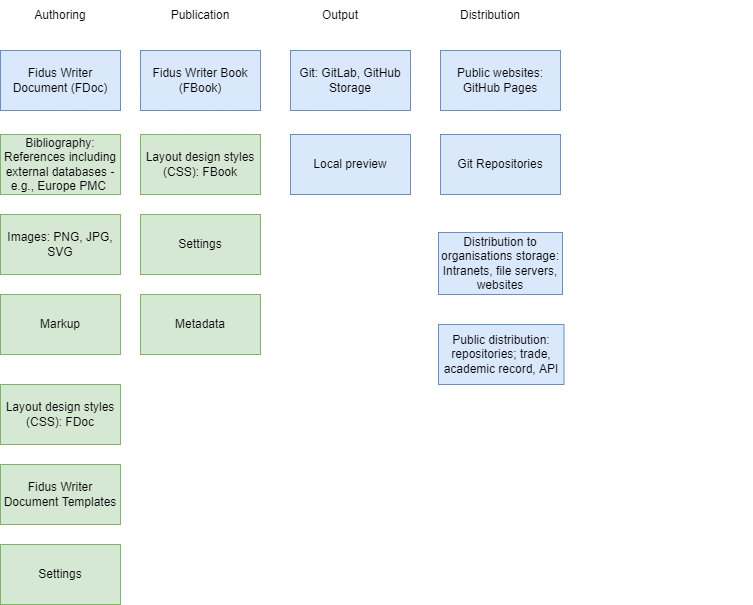 Authoring
Publication
Output
Distribution
Fidus Writer
Document (FDoc)
Fidus Writer Book
(FBook)
Git: GitLab, GitHub
Storage
Public websites:
GitHub Pages
Bibliography:
References including
external databases -
e.g., Europe PMC
Layout design styles
(CSS): FBook
Local preview
Git Repositories
Images: PNG, JPG,
SVG
Settings
Distribution to
organisations storage:
Intranets, file servers,
websites
Markup
Metadata
Public distribution:
repositories; trade,
academic record, API
Layout design styles
(CSS): FDoc
Fidus Writer
Document Templates
Settings